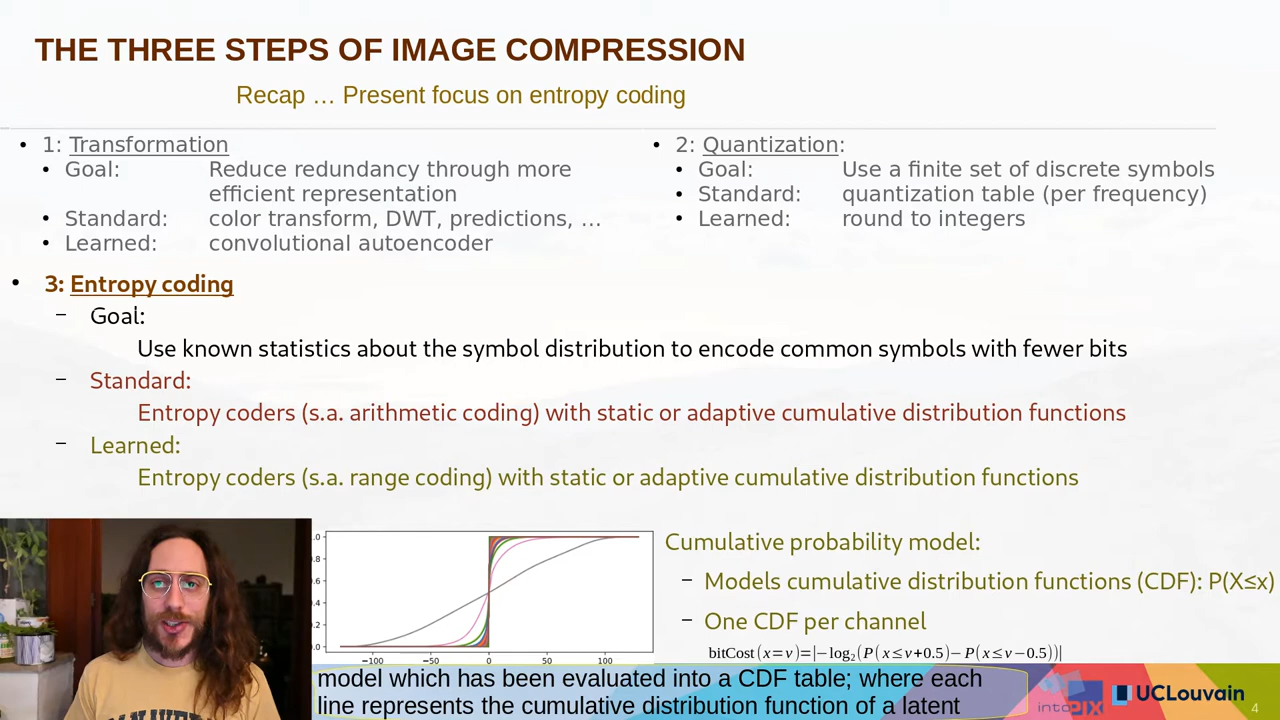 THE THREE STEPS OF IMAGE COMPRESSION
Recap … Present focus on entropy coding
• 1: Transformation
• Goal: Reduce redundancy through more
efficient representation
• Standard: color transform, DWT, predictions, …
• Learned: convolutional autoencoder
• 2: Quantization:
• Goal: Use a finite set of discrete symbols
• Standard: quantization table (per frequency)
• Learned: round to integers
• 3: Entropy coding
– Goal:
Use known statistics about the symbol distribution to encode common symbols with fewer bits
– Standard:
Entropy coders (s.a. arithmetic coding) with static or adaptive cumulative distribution functions
– Learned:
Entropy coders (s.a. range coding) with static or adaptive cumulative distribution functions
.0
0.8
0.6
0.4
0.2
0.0
−100 −50 0 50 100
Cumulative probability model:
– Models cumulative distribution functions (CDF): P(X≤x)
– One CDF per channel
bitCost(x=v)=|−log₂(P(x≤v+0.5)−P(x≤v−0.5))|
model which has been evaluated into a CDF table; where each
line represents the cumulative distribution function of a latent
intoPIX
UCLouvain
4